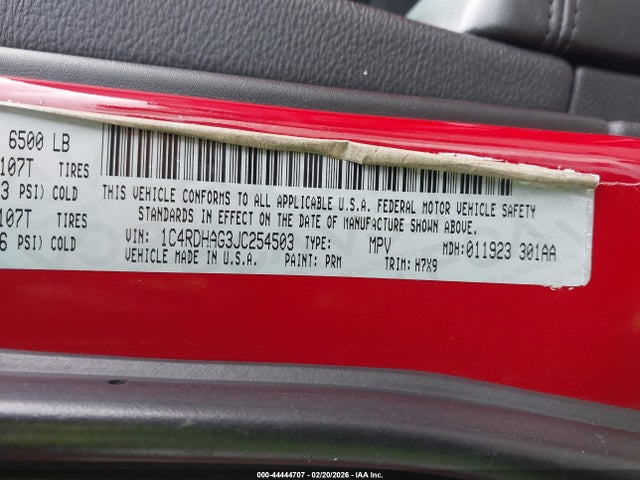 6500 LB
107T TIRES
3 PSI) COLD
107T TIRES
6 PSI) COLD
THIS VEHICLE CONFORMS TO ALL APPLICABLE U.S.A. FEDERAL MOTOR VEHICLE SAFETY
STANDARDS IN EFFECT ON THE DATE OF MANUFACTURE SHOWN ABOVE.
VIN: 1C4RDHAG3JC254503 TYPE: MPV MDH: 011923 301AA
VEHICLE MADE IN U.S.A. PAINT: PRM TRIM: H7X9
000-44444707 - 02/20/2026 - IAA Inc.